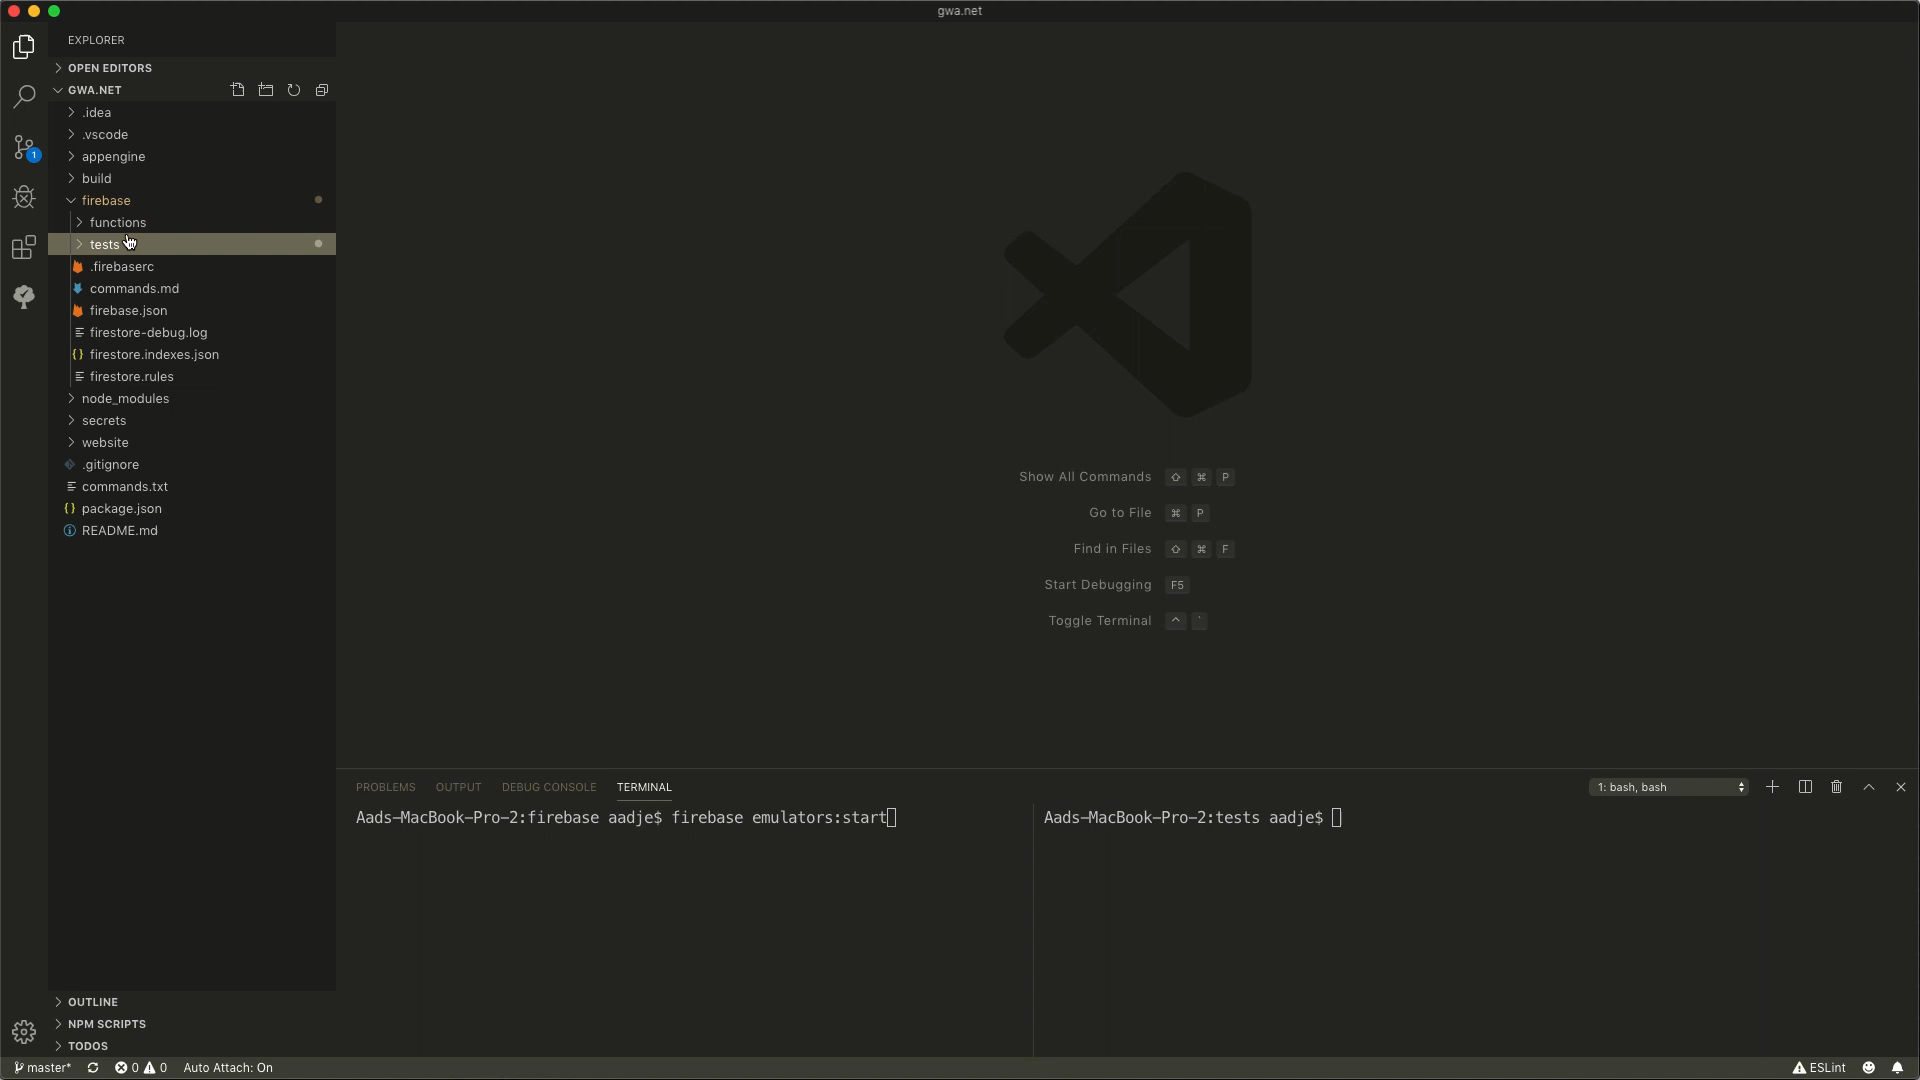 gwa.net
EXPLORER
OPEN EDITORS
GWA.NET
.idea
.vscode
appengine
build
firebase
functions
tests
.firebaserc
commands.md
firebase.json
firestore-debug.log
firestore.indexes.json
firestore.rules
node_modules
secrets
website
.gitignore
commands.txt
package.json
README.md
1
Show All Commands ⇧ ⌘ P
Go to File ⌘ P
Find in Files ⇧ ⌘ F
Start Debugging F5
Toggle Terminal ^ `
PROBLEMS OUTPUT DEBUG CONSOLE TERMINAL
1: bash, bash
Aads-MacBook-Pro-2:firebase aadje$ firebase emulators:start
Aads-MacBook-Pro-2:tests aadje$
OUTLINE
NPM SCRIPTS
TODOS
master* 0 0 Auto Attach: On
ESLint